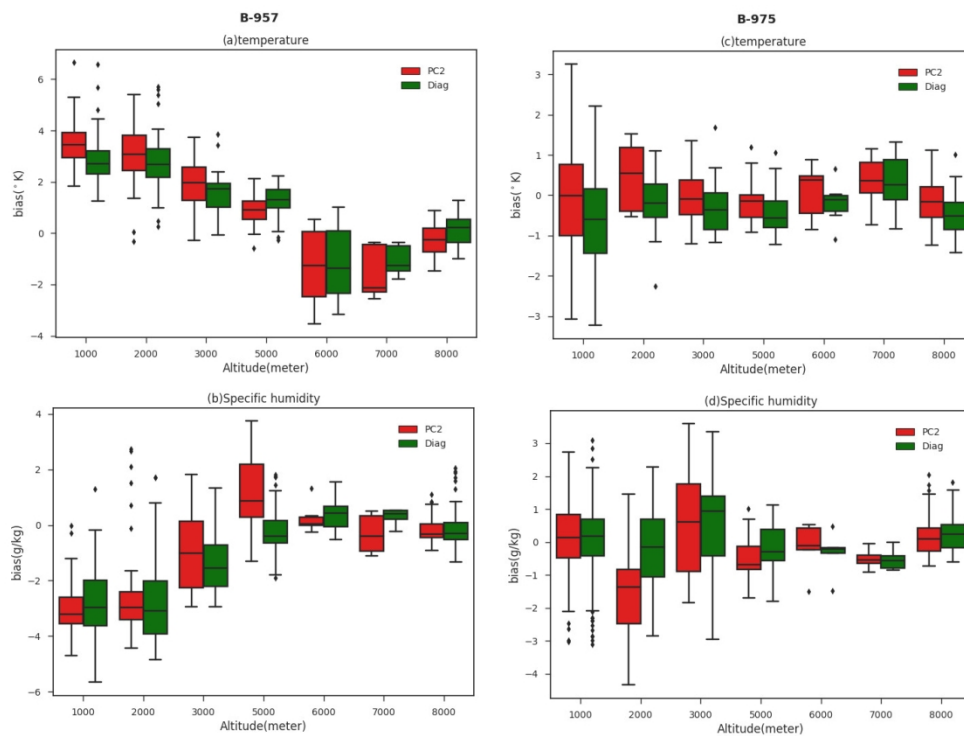 B-957
(a)temperature
bias(°K)
6
4
2
0
−2
−4
PC2
Diag
1000 2000 3000 5000 6000 7000 8000
Altitude(meter)
B-975
(c)temperature
bias(°K)
3
2
1
0
−1
−2
−3
PC2
Diag
1000 2000 3000 5000 6000 7000 8000
Altitude(meter)
(b)Specific humidity
bias(g/kg)
4
2
0
−2
−4
−6
PC2
Diag
1000 2000 3000 5000 6000 7000 8000
Altitude(meter)
(d)Specific humidity
bias(g/kg)
3
2
1
0
−1
−2
−3
−4
PC2
Diag
1000 2000 3000 5000 6000 7000 8000
Altitude(meter)